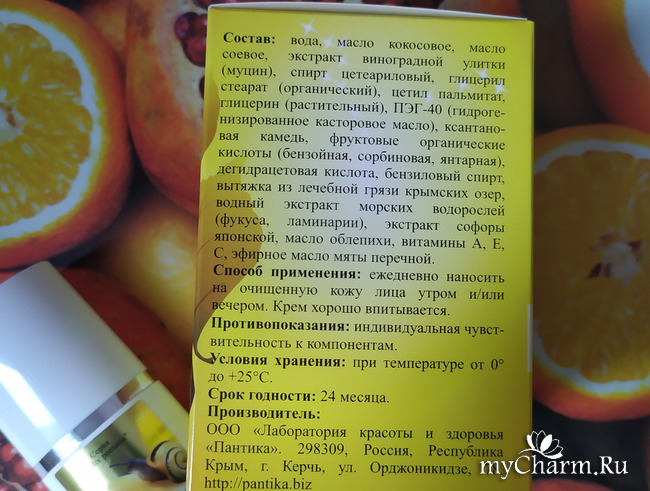 Состав: вода, масло кокосовое, масло
соевое, экстракт виноградной улитки
(муцин), спирт цетеариловый, глицерил
стеарат (органический), цетил пальмитат,
глицерин (растительный), ПЭГ-40 (гидроге-
низированное касторовое масло), ксантано-
вая камедь, фруктовые органические
кислоты (бензойная, сорбиновая, янтарная),
дегидрацетовая кислота, бензиловый спирт,
вытяжка из лечебной грязи крымских озер,
водный экстракт морских водорослей
(фукуса, ламинарии), экстракт софоры
японской, масло облепихи, витамины А, Е,
С, эфирное масло мяты перечной.
Способ применения: ежедневно наносить
на очищенную кожу лица утром и/или
вечером. Крем хорошо впитывается.
Противопоказания: индивидуальная чувст-
вительность к компонентам.
Условия хранения: при температуре от 0°
до +25°С.
Срок годности: 24 месяца.
Производитель:
ООО «Лаборатория красоты и здоровья
«Пантика». 298309, Россия, Республика
Крым, г. Керчь, ул. Орджоникидзе,
http://pantika.biz
myCharm.Ru